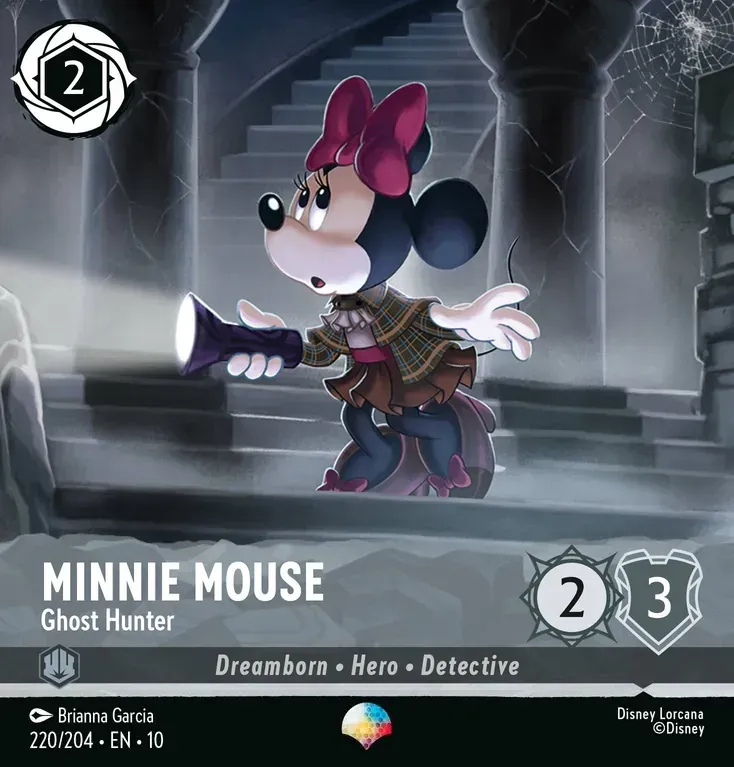 2
MINNIE MOUSE
Ghost Hunter
2
3
Dreamborn • Hero • Detective
Brianna Garcia
220/204 • EN • 10
Disney Lorcana
©Disney